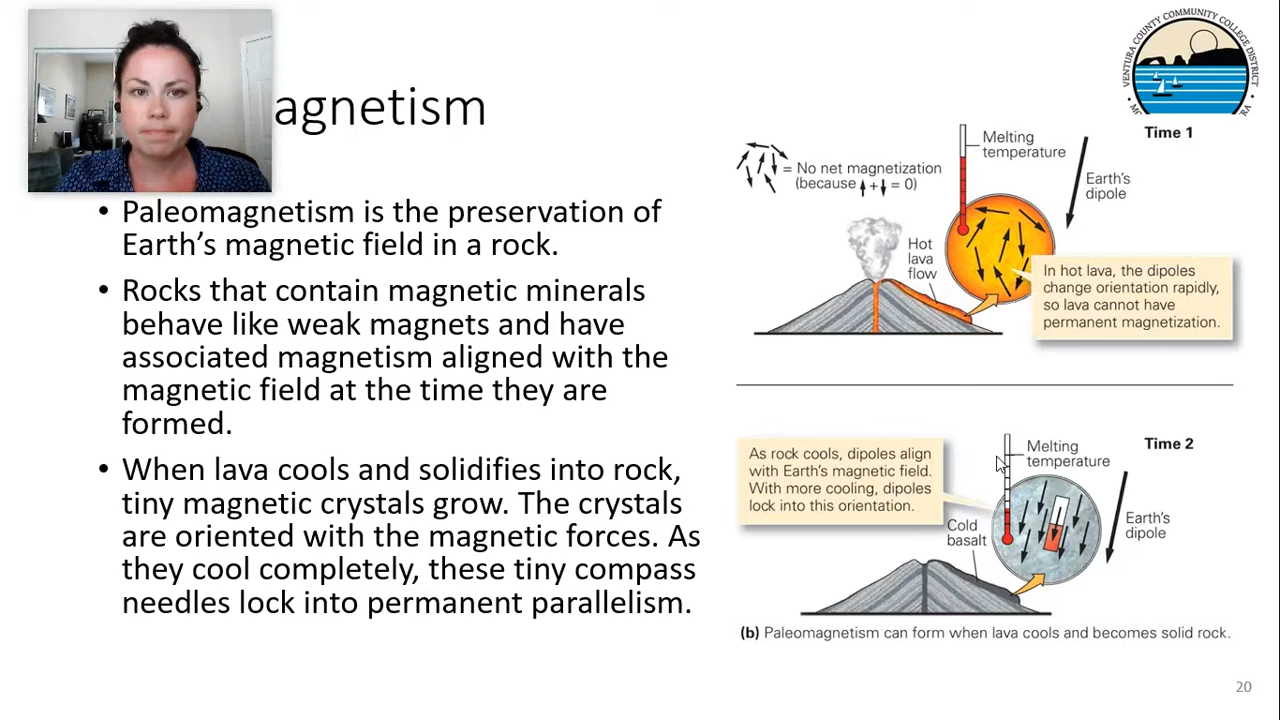 agnetism
• Paleomagnetism is the preservation of
Earth's magnetic field in a rock.
• Rocks that contain magnetic minerals
behave like weak magnets and have
associated magnetism aligned with the
magnetic field at the time they are
formed.
• When lava cools and solidifies into rock,
tiny magnetic crystals grow. The crystals
are oriented with the magnetic forces. As
they cool completely, these tiny compass
needles lock into permanent parallelism.
VENTURA COUNTY COMMUNITY COLLEGE DISTRICT
Time 1
Melting
temperature
= No net magnetization
(because + = 0)
Earth's
dipole
Hot
lava
flow
In hot lava, the dipoles
change orientation rapidly,
so lava cannot have
permanent magnetization.
Time 2
Melting
temperature
As rock cools, dipoles align
with Earth's magnetic field.
With more cooling, dipoles
lock into this orientation.
Cold
basalt
Earth's
dipole
(b) Paleomagnetism can form when lava cools and becomes solid rock.
20